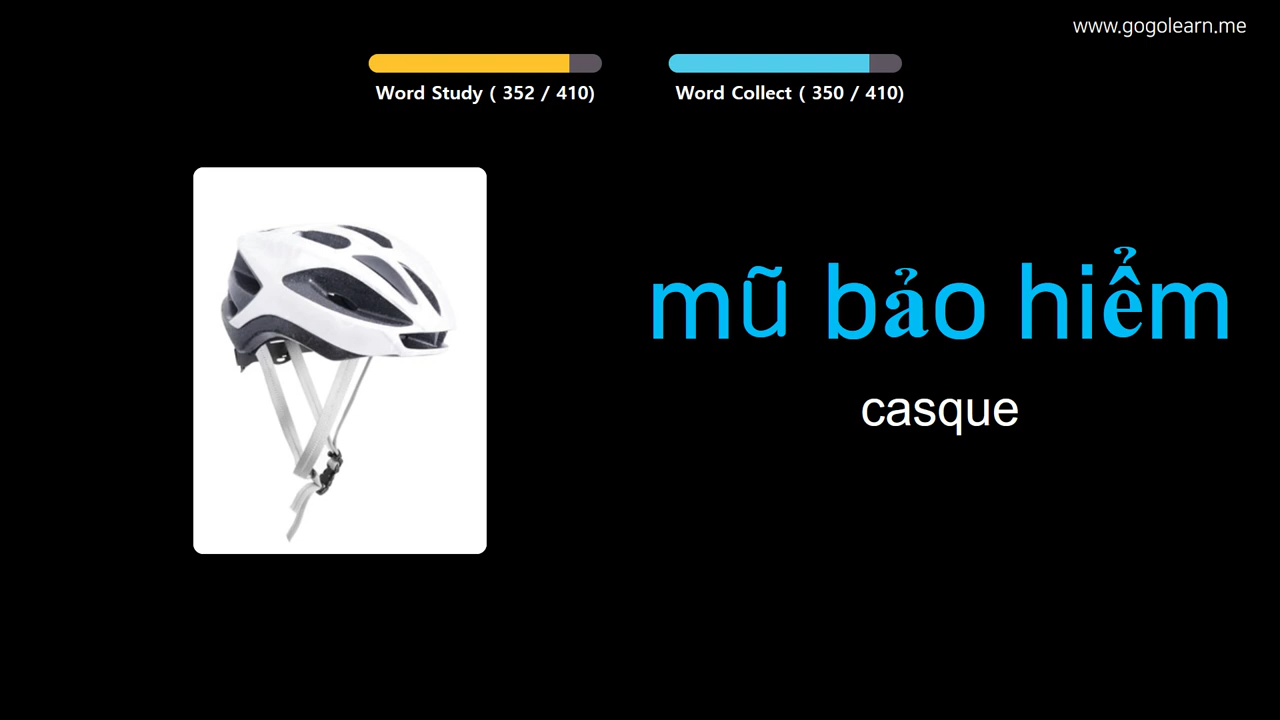 www.gogolearn.me
Word Study ( 352 / 410)
Word Collect ( 350 / 410)
mũ bảo hiểm
casque